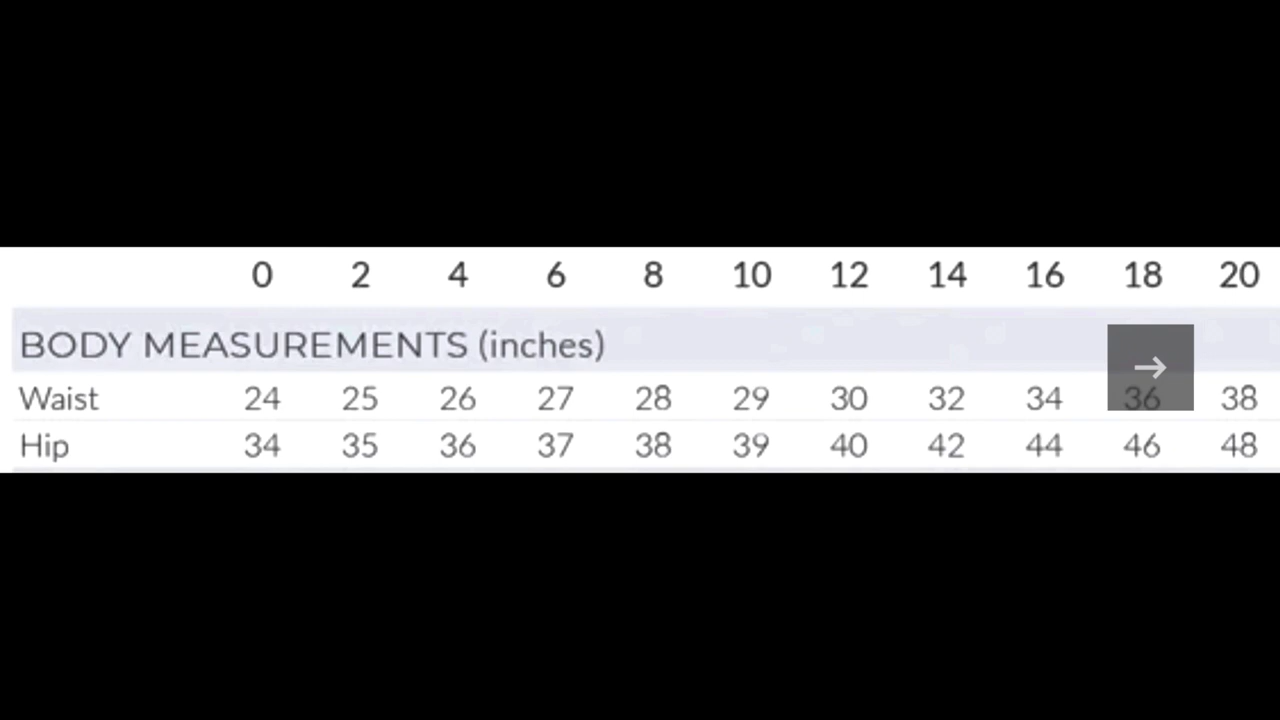 0 2 4 6 8 10 12 14 16 18 20
BODY MEASUREMENTS (inches)
Waist 24 25 26 27 28 29 30 32 34 36 38
Hip 34 35 36 37 38 39 40 42 44 46 48